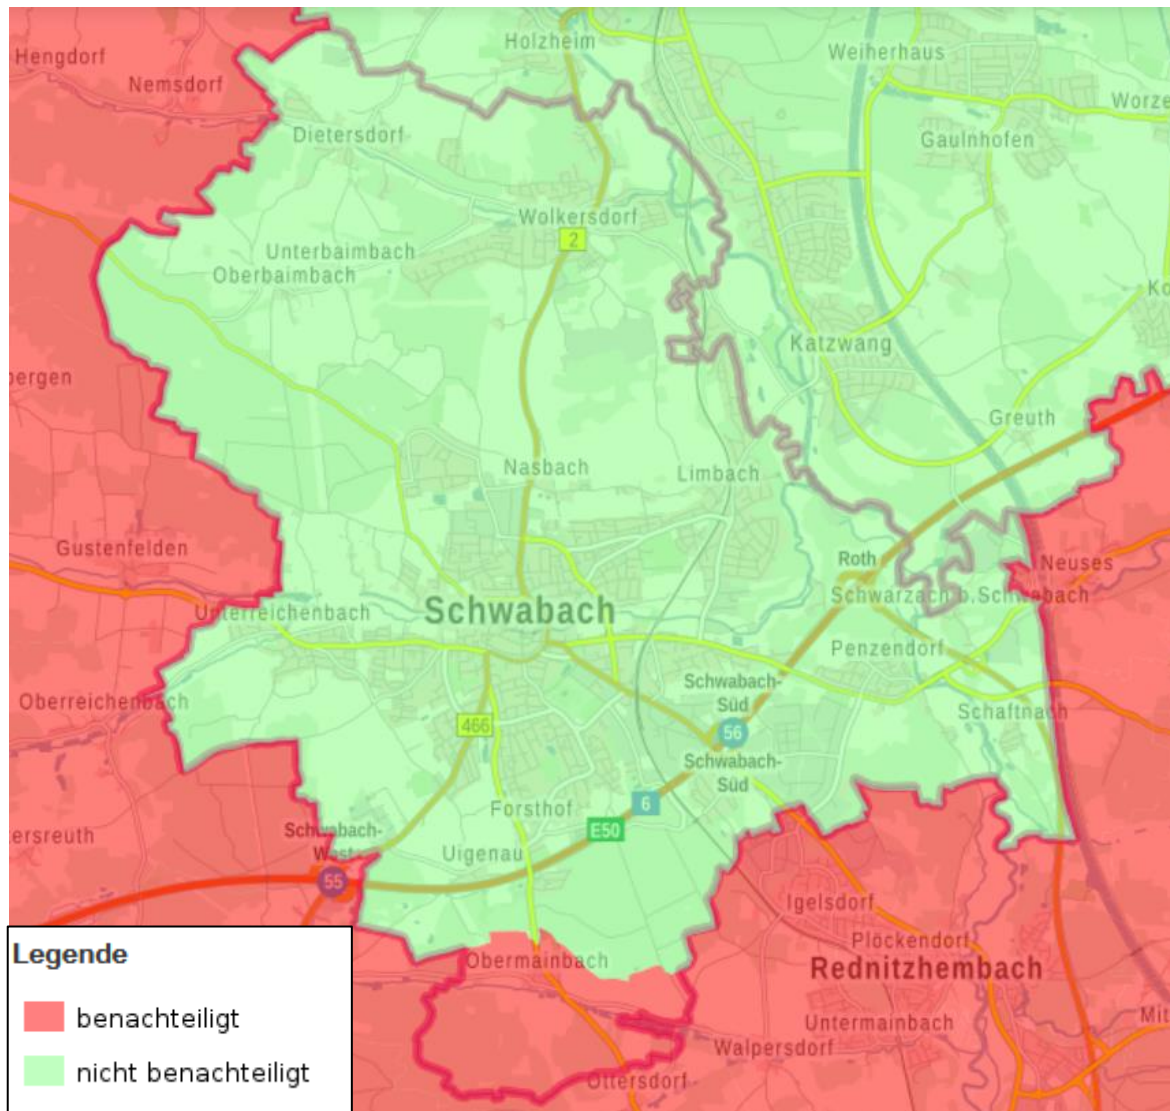 Holzheim
Hengdorf
Weiherhaus
Nemsdorf
Worze
Dietersdorf
Gaulnhofen
Wolkersdorf
2
Unterbaimbach
Oberbaimbach
Ko
Katzwang
bergen
Greuth
Nasbach
Limbach
Gustenfelden
Roth
Neuses
Schwarzach b.Schwabach
Schwabach
Unterreichenbach
Penzendorf
Schwabach-
Süd
Oberreichenbach
Schaftnach
466
56
Schwabach-
Süd
6
Forsthof
E50
Schwabach-
West
tersreuth
Uigenau
55
Igelsdorf
Plöckendorf
Obermainbach
Rednitzhembach
Mit
Untermainbach
Walpersdorf
Ottersdorf
Legende
benachteiligt
nicht benachteiligt